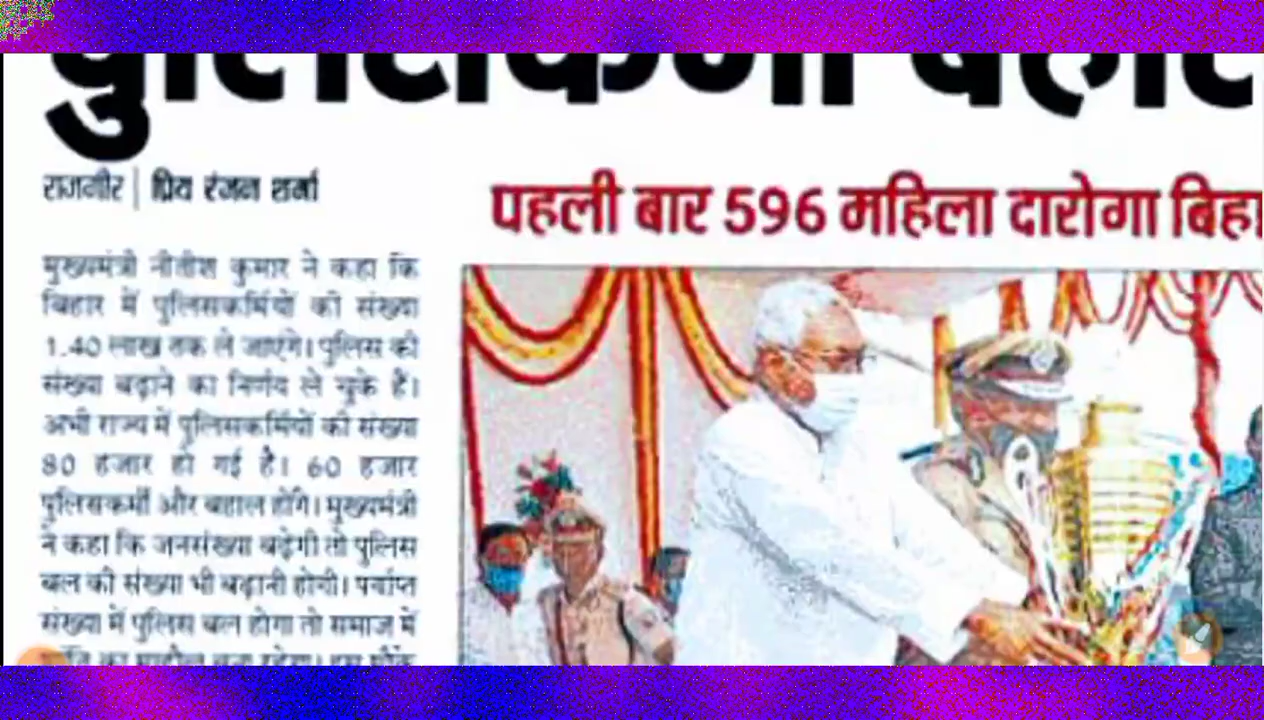 राजगीर | प्रिय रंजन शर्मा
पहली बार 596 महिला दारोगा
मुख्यमंत्री नीतीश कुमार ने कहा कि
बिहार में पुलिसकर्मियों की संख्या
1.40 लाख तक ले जाएंगे। पुलिस की
संख्या बढ़ाने का निर्णय ले चुके हैं।
अभी राज्य में पुलिसकर्मियों की संख्या
80 हजार हो गई है। 60 हजार
पुलिसकर्मी और बहाल होंगे। मुख्यमंत्री
ने कहा कि जनसंख्या बढ़ेगी तो पुलिस
बल की संख्या भी बढ़ानी होगी। पर्याप्त
संख्या में पुलिस बल होगा तो समाज में